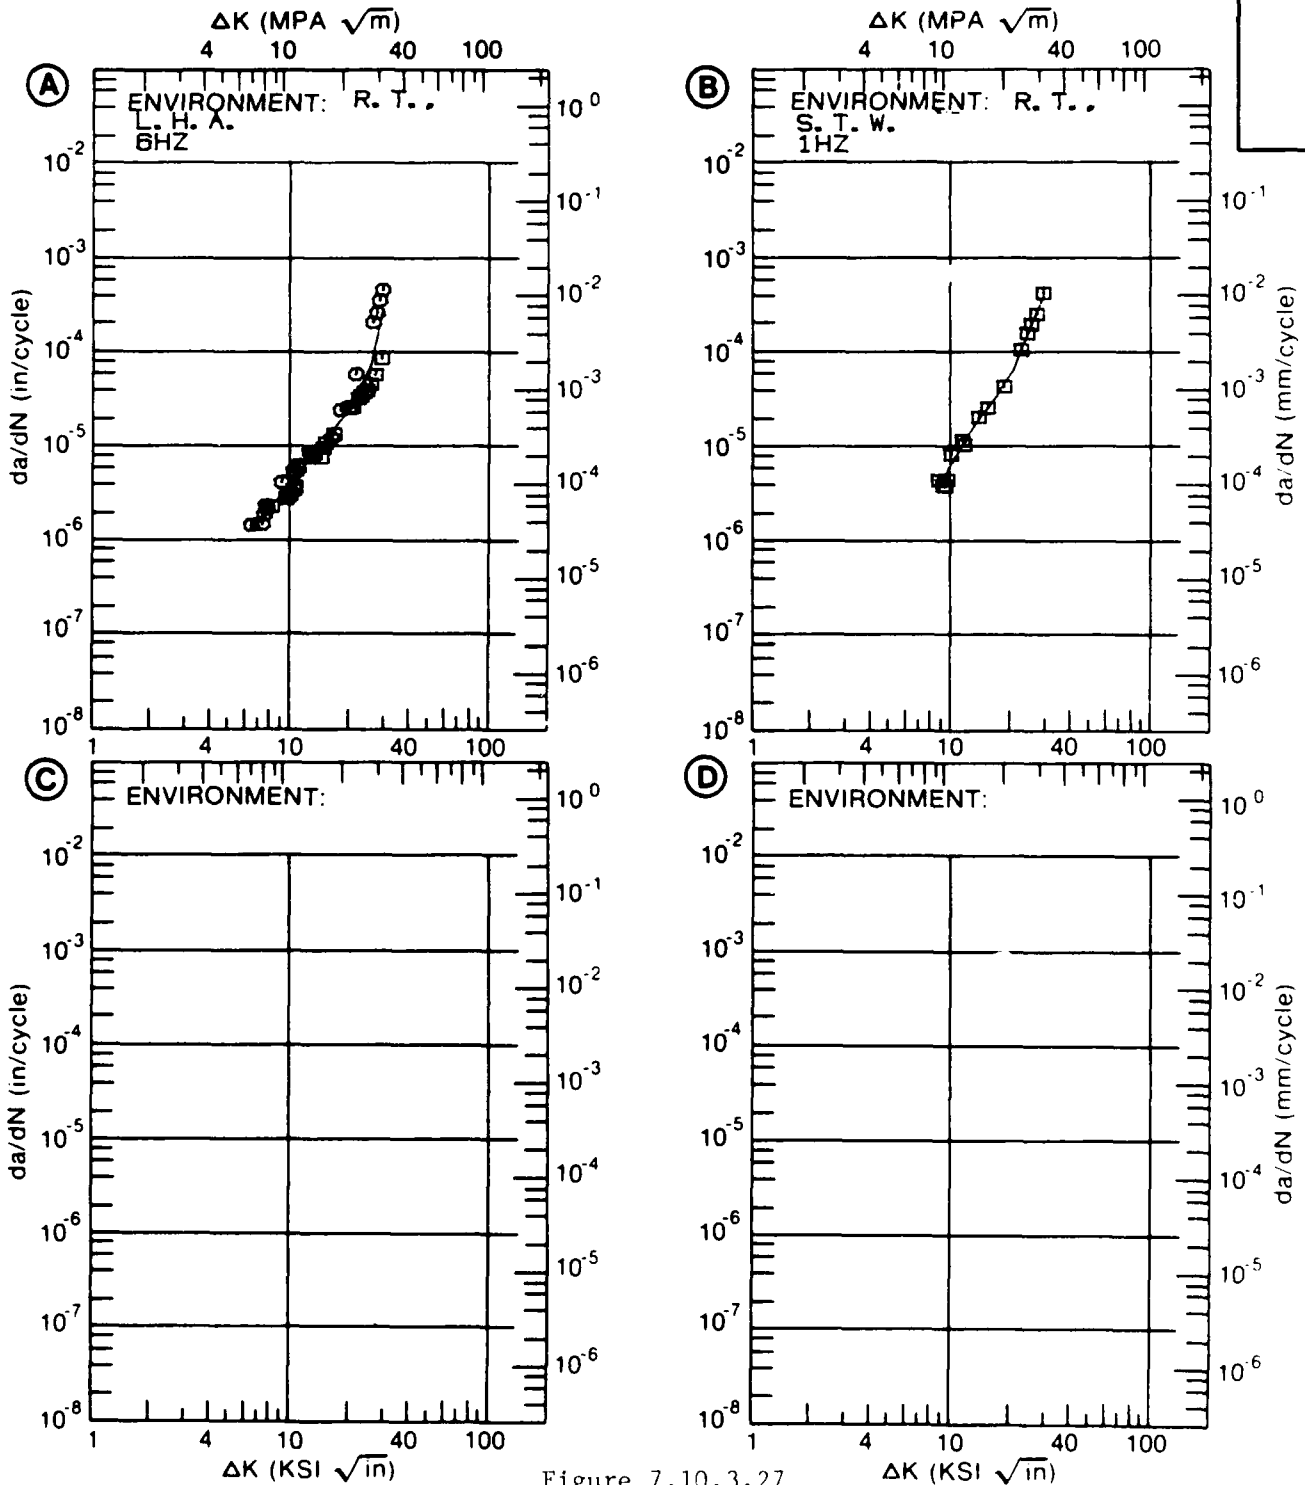 ΔK (MPA √m)
4 10 40 100
A
ENVIRONMENT: R. T.,
L. H. A.
6HZ
10^0
10^-2
10^-1
10^-3
10^-2
10^-4
10^-3
10^-5
10^-4
10^-6
10^-5
10^-7
10^-6
10^-8
da/dN (in/cycle)
1 4 10 40 100
ΔK (MPA √m)
4 10 40 100
B
ENVIRONMENT: R. T.,
S. T. W.
1HZ
10^-2
10^-1
10^-3
10^-2
10^-4
10^-3
10^-5
10^-4
10^-6
10^-5
10^-7
10^-6
10^-8
da/dN (mm/cycle)
1 4 10 40 100
C
ENVIRONMENT:
10^0
10^-2
10^-1
10^-3
10^-2
10^-4
10^-3
10^-5
10^-4
10^-6
10^-5
10^-7
10^-6
10^-8
da/dN (in/cycle)
1 4 10 40 100
ΔK (KSI √in)
D
ENVIRONMENT:
10^0
10^-2
10^-1
10^-3
10^-2
10^-4
10^-3
10^-5
10^-4
10^-6
10^-5
10^-7
10^-6
10^-8
da/dN (mm/cycle)
1 4 10 40 100
ΔK (KSI √in)
Figure 7.10.3.27